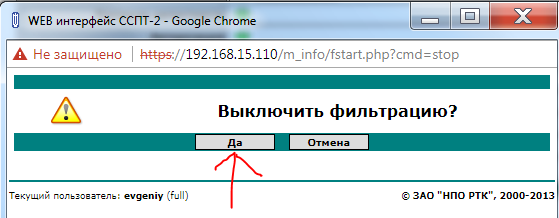 WEB интерфейс ССПТ-2 - Google Chrome
Не защищено https://192.168.15.110/m_info/fstart.php?cmd=stop
Выключить фильтрацию?
Да Отмена
Текущий пользователь: evgeniy (full) © ЗАО "НПО РТК", 2000-2013